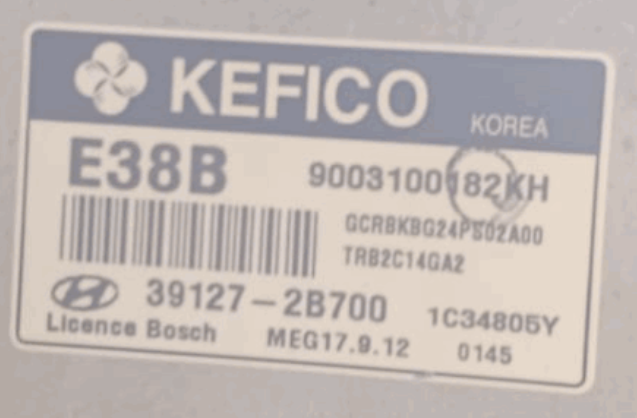 KEFICO
KOREA
E38B 9003100182KH
GCRBKBG24PS02A00
TRB2C14GA2
39127-2B700 1C34805Y
Licence Bosch MEG17.9.12 0145